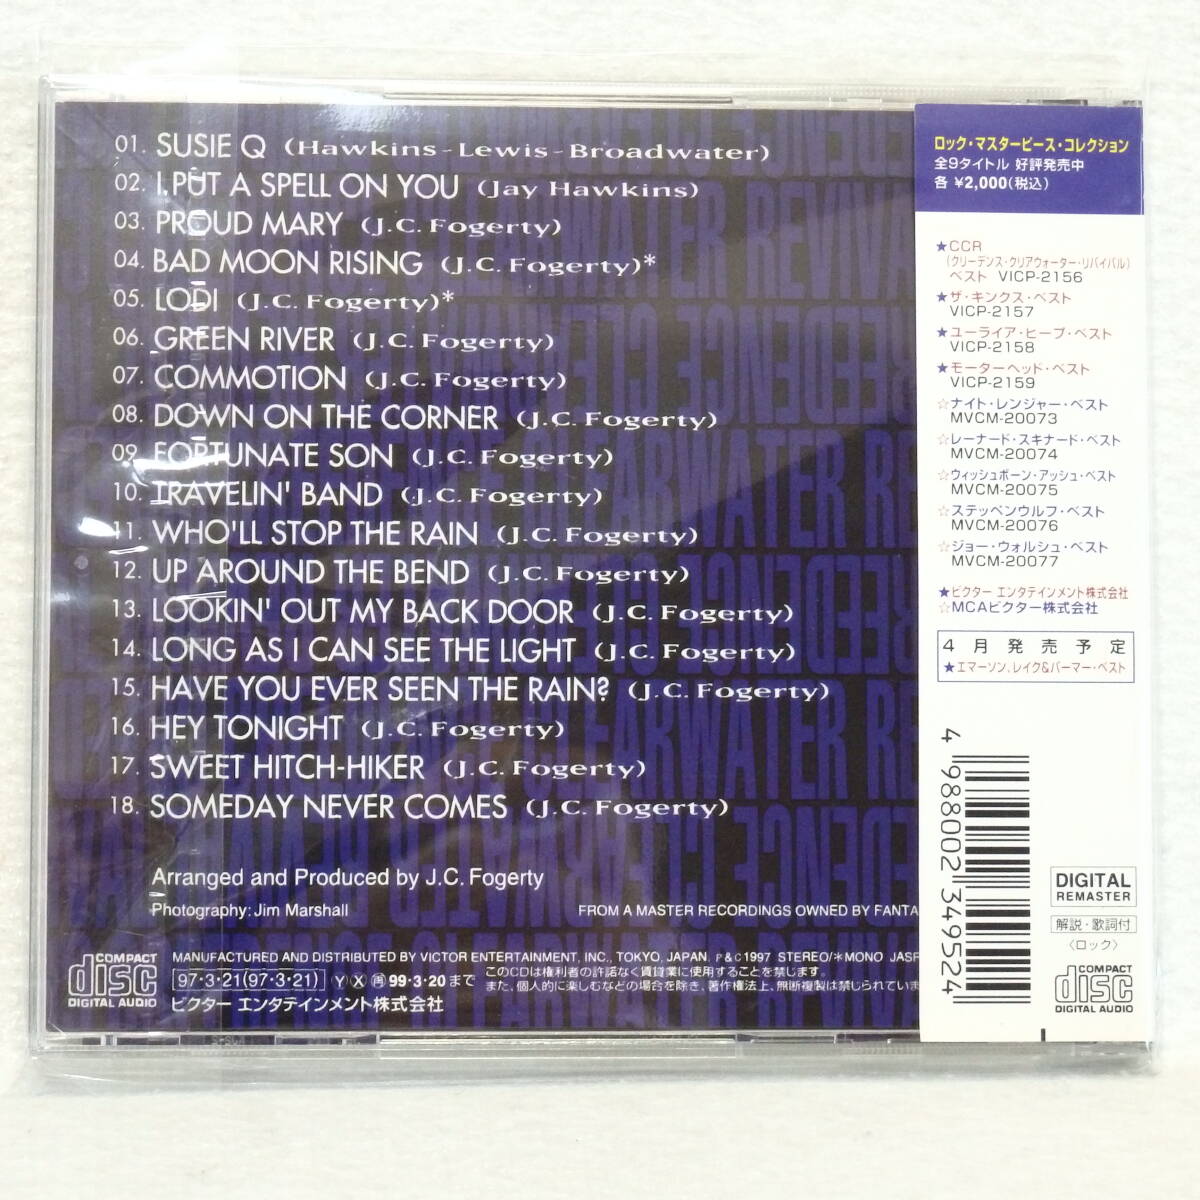 01. SUSIE Q (Hawkins-Lewis-Broadwater)
02. I PUT A SPELL ON YOU (Jay Hawkins)
03. PROUD MARY (J.C. Fogerty)
04. BAD MOON RISING (J.C. Fogerty)*
05. LODI (J.C. Fogerty)*
06. GREEN RIVER (J.C. Fogerty)
07. COMMOTION (J.C. Fogerty)
08. DOWN ON THE CORNER (J.C. Fogerty)
09. FORTUNATE SON (J.C. Fogerty)
10. TRAVELIN' BAND (J.C. Fogerty)
11. WHO'LL STOP THE RAIN (J.C. Fogerty)
12. UP AROUND THE BEND (J.C. Fogerty)
13. LOOKIN' OUT MY BACK DOOR (J.C. Fogerty)
14. LONG AS I CAN SEE THE LIGHT (J.C. Fogerty)
15. HAVE YOU EVER SEEN THE RAIN? (J.C. Fogerty)
16. HEY TONIGHT (J.C. Fogerty)
17. SWEET HITCH-HIKER (J.C. Fogerty)
18. SOMEDAY NEVER COMES (J.C. Fogerty)
Arranged and Produced by J.C. Fogerty
Photography: Jim Marshall
FROM A MASTER RECORDINGS OWNED BY FANTA
COMPACT
disc
DIGITAL AUDIO
MANUFACTURED AND DISTRIBUTED BY VICTOR ENTERTAINMENT, INC., TOKYO, JAPAN. P & C 1997 STEREO/*MONO JASR
97·3·21(97·3·21) Ⓨ Ⓧ 99·3·20まで
このCDは権利者の許諾なく賃貸業に使用することを禁じます。
また、個人的に楽しむなどの場合を除き、著作権法上、無断複製は禁じられていま
ビクター エンタテインメント株式会社
ロック・マスターピース・コレクション
全9タイトル 好評発売中
各 ¥2,000(税込)
★CCR
(クリーデンス・クリアウォーター・リバイバル)
ベスト VICP-2156
★ザ・キンクス・ベスト
VICP-2157
★ユーライア・ヒープ・ベスト
VICP-2158
★モーターヘッド・ベスト
VICP-2159
☆ナイト・レンジャー・ベスト
MVCM-20073
☆レーナード・スキナード・ベスト
MVCM-20074
☆ウィッシュボーン・アッシュ・ベスト
MVCM-20075
☆ステッペンウルフ・ベスト
MVCM-20076
☆ジョー・ウォルシュ・ベスト
MVCM-20077
★ビクター エンタテインメント株式会社
☆MCAビクター株式会社
4月発売予定
★エマーソン、レイク&パーマー・ベスト
4 988002 349524
DIGITAL
REMASTER
解説・歌詞付
〈ロック〉
COMPACT
disc
DIGITAL AUDIO